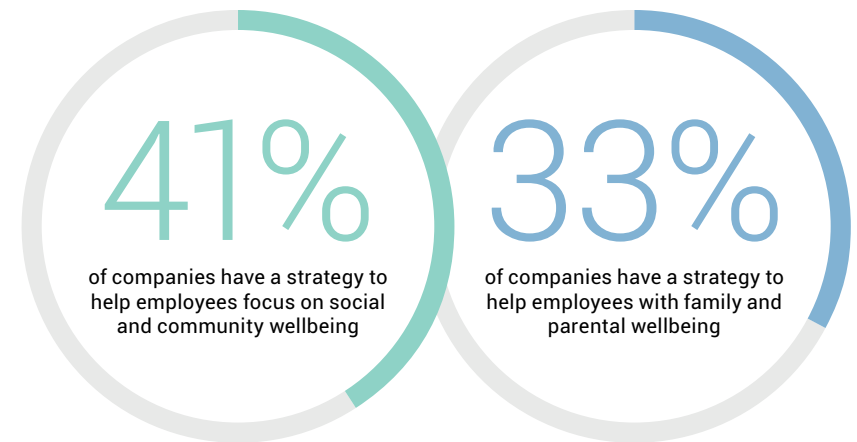 41%
of companies have a strategy to
help employees focus on social
and community wellbeing
33%
of companies have a strategy to
help employees with family and
parental wellbeing